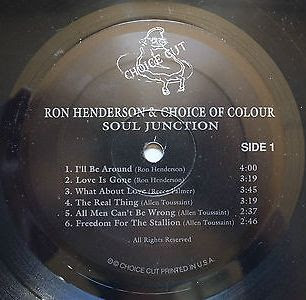 CHOICE CUT
RON HENDERSON & CHOICE OF COLOUR
SOUL JUNCTION
SIDE 1
1. I'll Be Around (Ron Henderson) 4:00
2. Love Is Gone (Ron Henderson) 3:19
3. What About Love Palmer) 3:45
4. The Real Thing (Allen Toussaint) 3:19
5. All Men Can't Be Wrong (Allen Toussaint) 2:37
6. Freedom For The Stallion (Allen Toussaint) 2:46
All Rights Reserved
℗© CHOICE CUT PRINTED IN U.S.A.